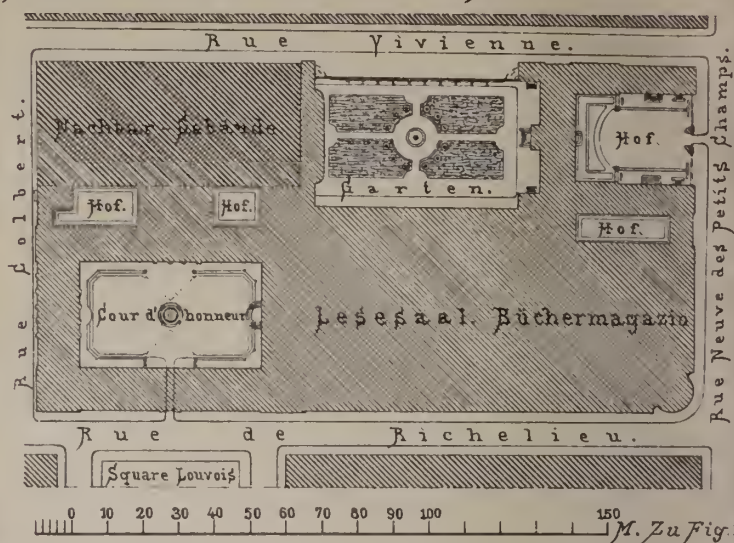 Rue Vivienne.
Rue Colbert.
Nachbar Gebäude
Garten.
Hof.
Rue Neuve des Petits Champs.
Hof.
Hof.
Hof.
Cour d'honneur
Lesesaal. Büchermagazin
Rue de Richelieu.
Square Louvois
0 10 20 30 40 50 60 70 80 90 100 150
M. Zu Fig.